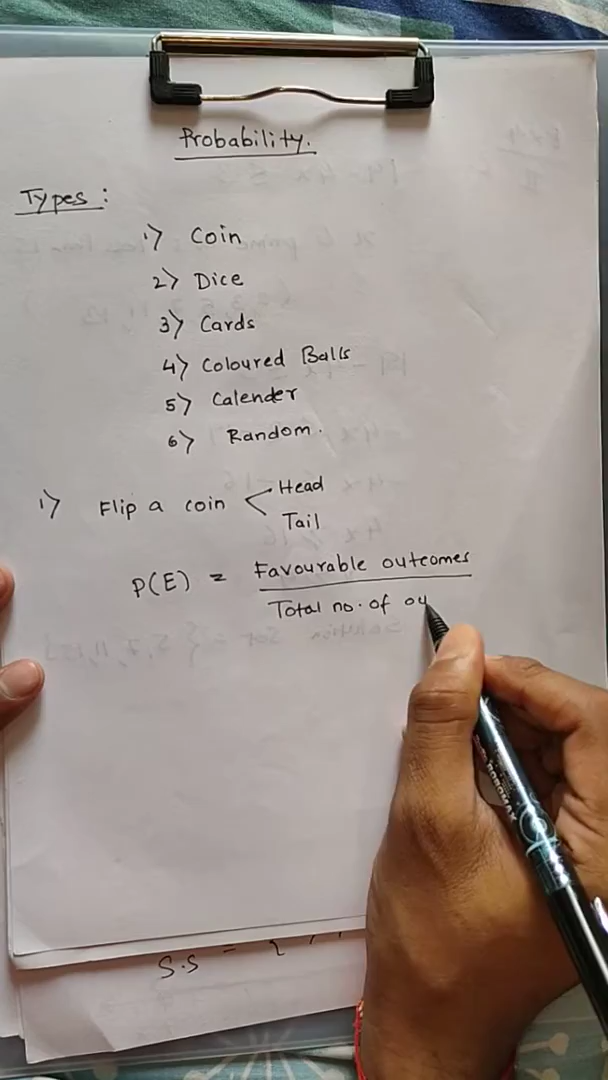 Probability.
Types :
1) Coin
2) Dice
3) Cards
4) Coloured Balls
5) Calender
6) Random.
1) Flip a coin < Head
Tail
P(E) = Favourable outcomes
Total no. of ou
S.S = {
ROBOMAX